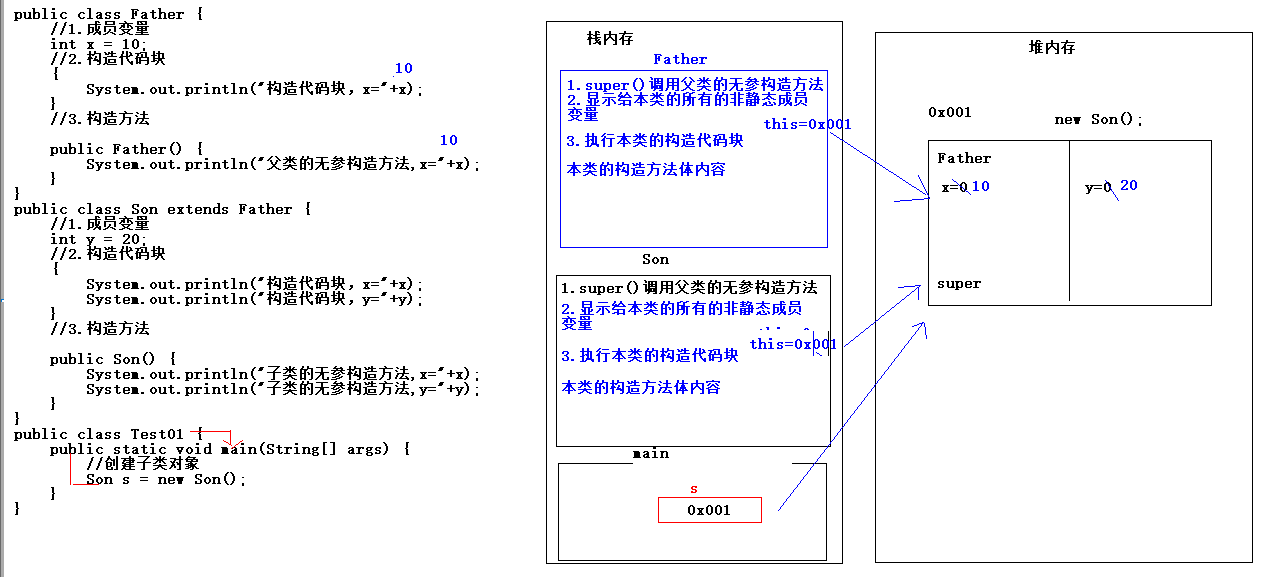 public class Father {
//1.成员变量
int x = 10;
//2.构造代码块
{
10
System.out.println("构造代码块，x="+x);
}
//3.构造方法
10
public Father() {
System.out.println("父类的无参构造方法,x="+x);
}
}
public class Son extends Father {
//1.成员变量
int y = 20;
//2.构造代码块
{
System.out.println("构造代码块，x="+x);
System.out.println("构造代码块，y="+y);
}
//3.构造方法
public Son() {
System.out.println("子类的无参构造方法,x="+x);
System.out.println("子类的无参构造方法,y="+y);
}
}
public class Test01 {
public static void main(String[] args) {
//创建子类对象
Son s = new Son();
}
}
栈内存
Father
1.super()调用父类的无参构造方法
2.显示给本类的所有的非静态成员
变量
this=0x001
3.执行本类的构造代码块
本类的构造方法体内容
Son
1.super()调用父类的无参构造方法
2.显示给本类的所有的非静态成员
变量
this=0x001
3.执行本类的构造代码块
本类的构造方法体内容
main
s
0x001
堆内存
0x001
new Son();
Father
x=0 10
y=0 20
super